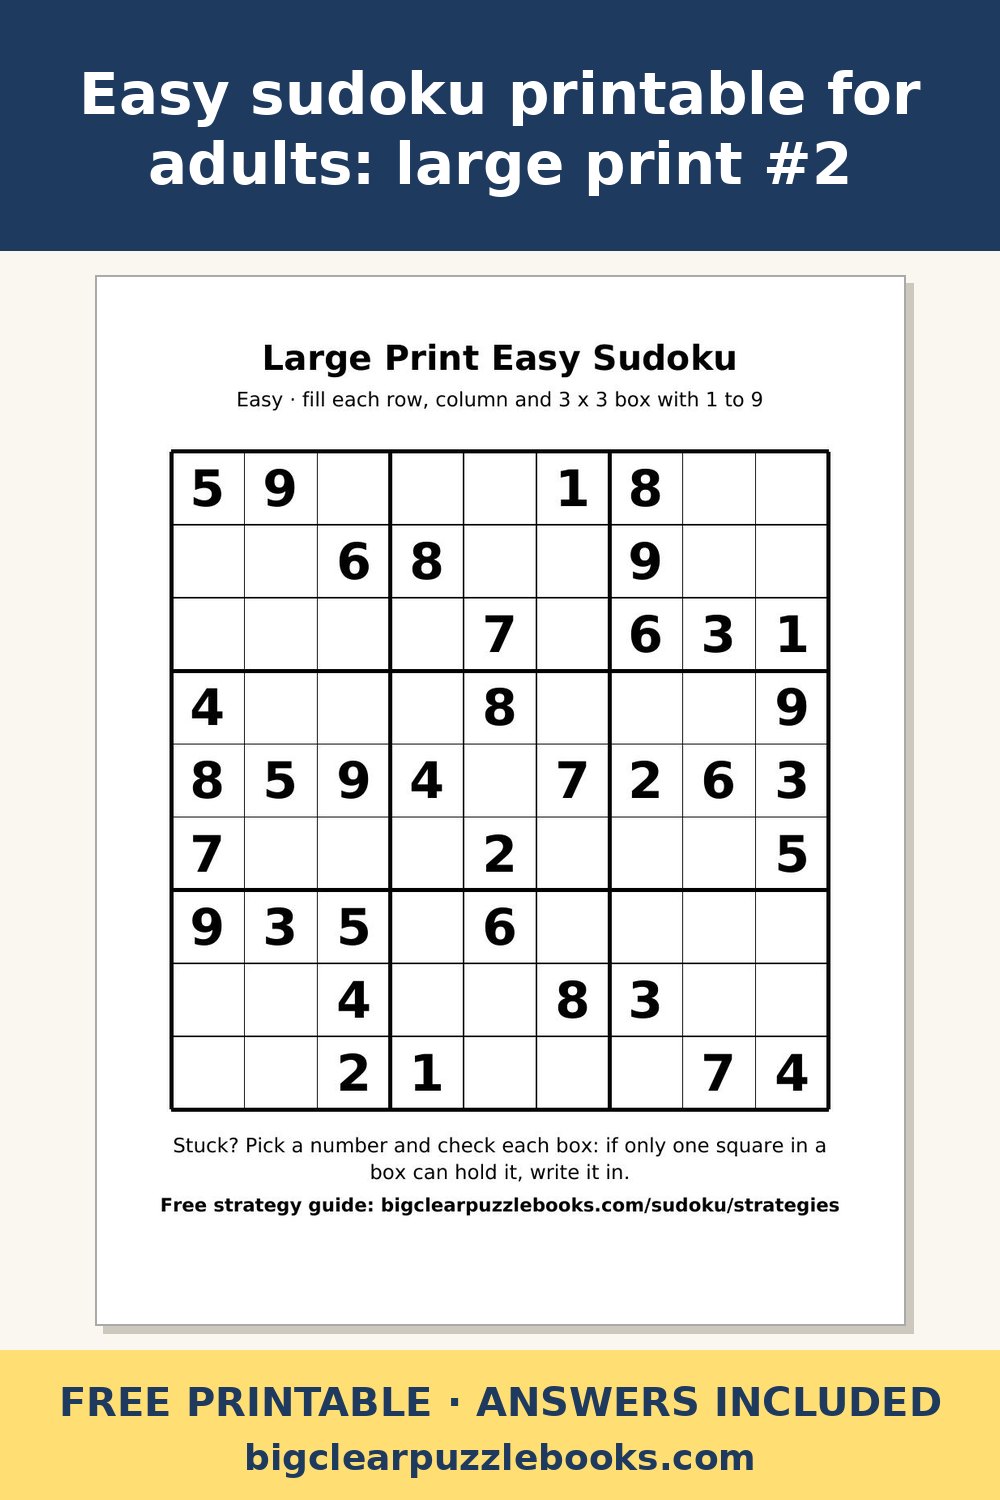 Easy sudoku printable for
adults: large print #2
Large Print Easy Sudoku
Easy · fill each row, column and 3 x 3 box with 1 to 9
5 9 1 8
6 8 9
7 6 3 1
4 8 9
8 5 9 4 7 2 6 3
7 2 5
9 3 5 6
4 8 3
2 1 7 4
Stuck? Pick a number and check each box: if only one square in a
box can hold it, write it in.
Free strategy guide: bigclearpuzzlebooks.com/sudoku/strategies
FREE PRINTABLE · ANSWERS INCLUDED
bigclearpuzzlebooks.com